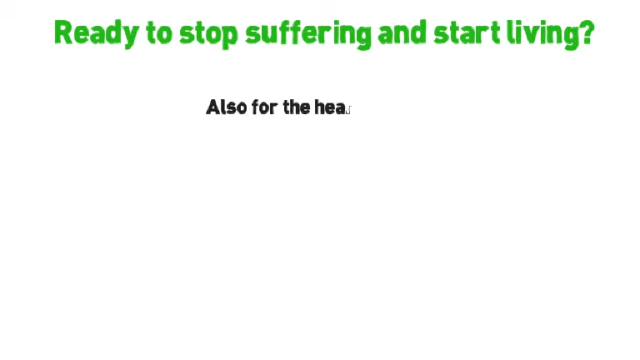 Ready to stop suffering and start living?
Also for the hea